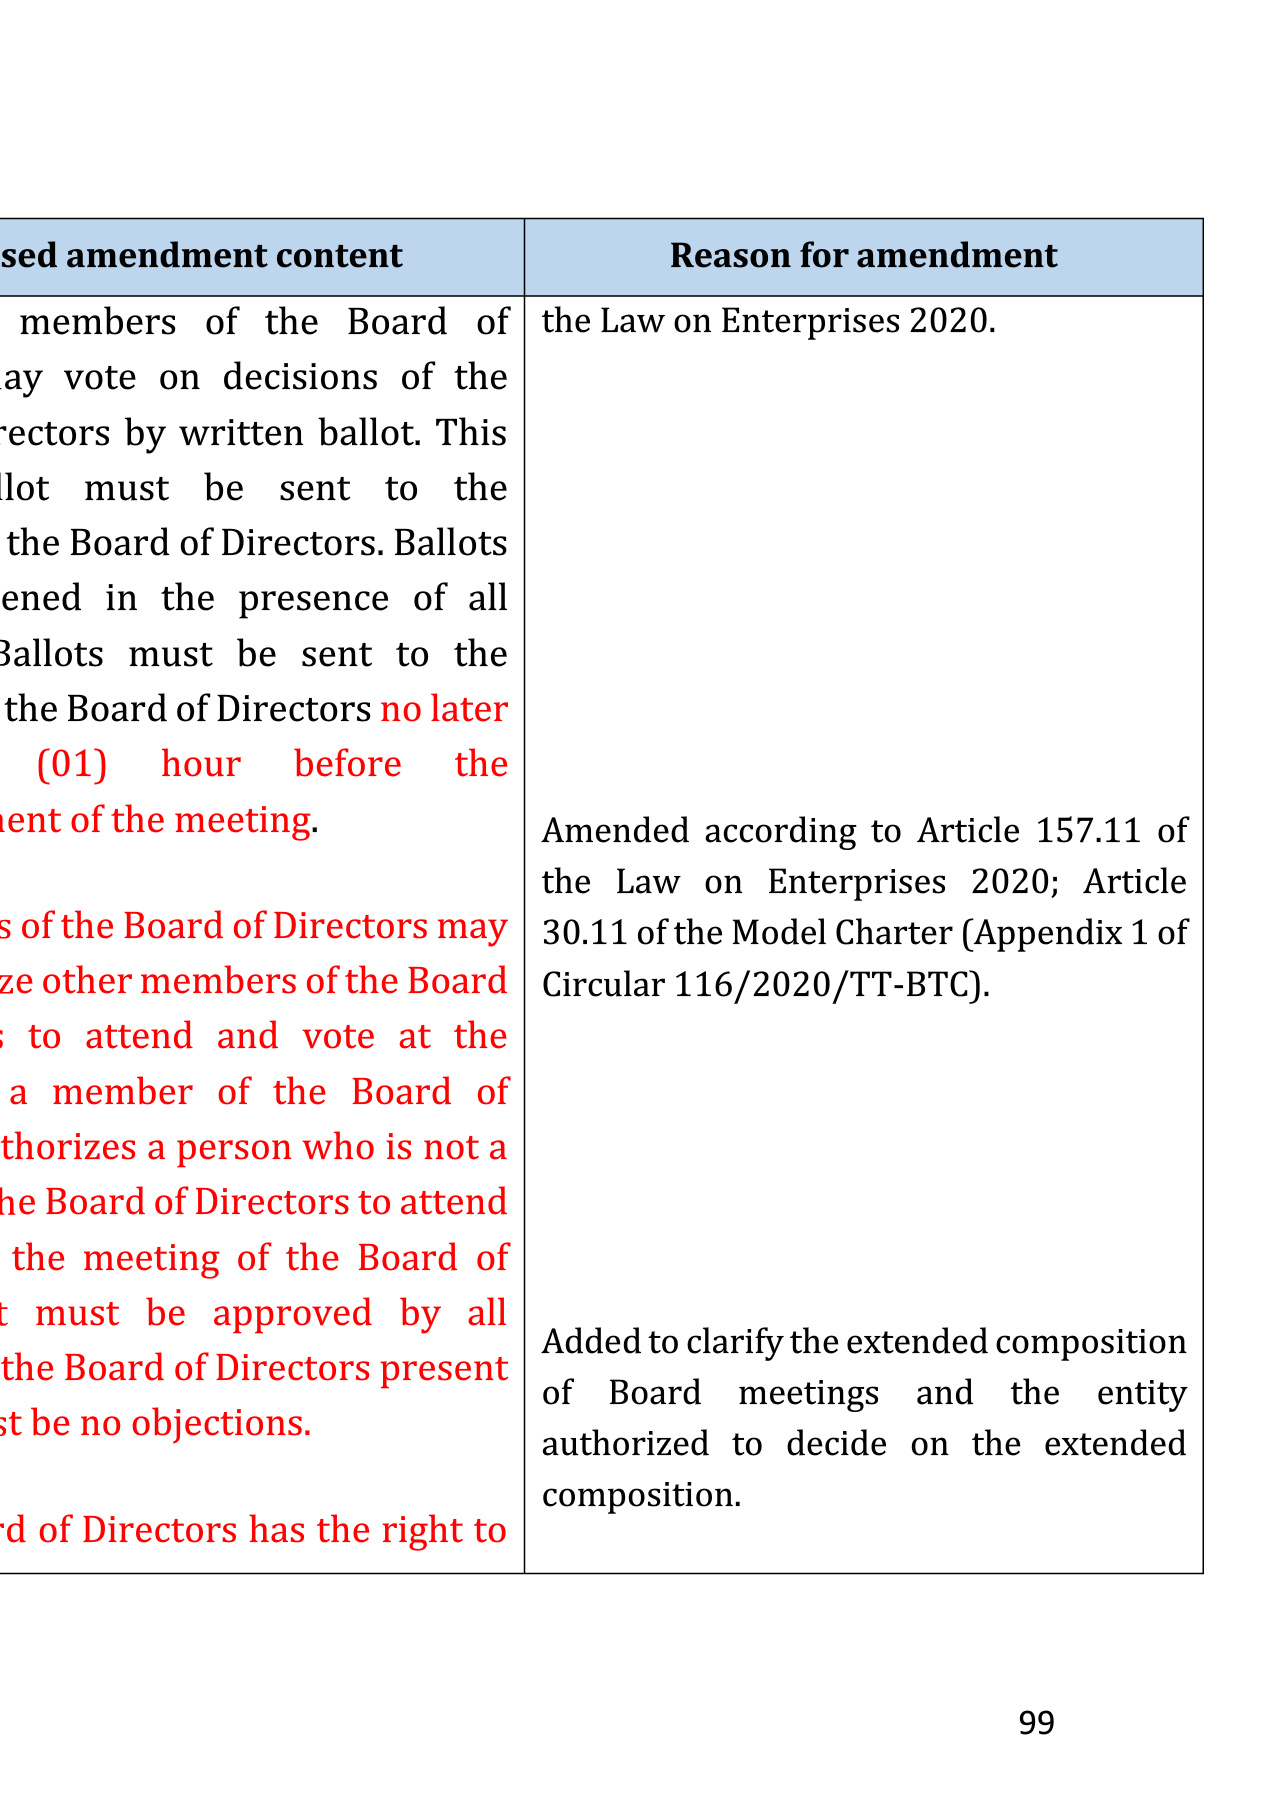 sed amendment content
Reason for amendment
members of the Board of
ay vote on decisions of the
rectors by written ballot. This
llot must be sent to the
the Board of Directors. Ballots
ened in the presence of all
Ballots must be sent to the
the Board of Directors no later
(01) hour before the
ent of the meeting.
s of the Board of Directors may
ze other members of the Board
s to attend and vote at the
a member of the Board of
thorizes a person who is not a
he Board of Directors to attend
the meeting of the Board of
t must be approved by all
the Board of Directors present
st be no objections.
rd of Directors has the right to
the Law on Enterprises 2020.
Amended according to Article 157.11 of
the Law on Enterprises 2020; Article
30.11 of the Model Charter (Appendix 1 of
Circular 116/2020/TT-BTC).
Added to clarify the extended composition
of Board meetings and the entity
authorized to decide on the extended
composition.
99